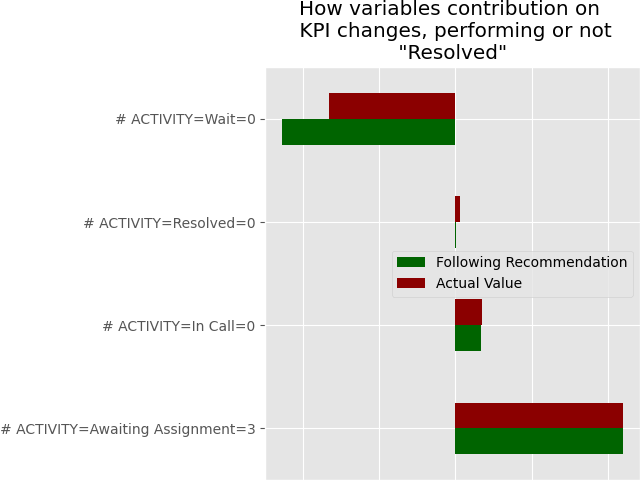 How variables contribution on
KPI changes, performing or not
"Resolved"
# ACTIVITY=Wait=0
# ACTIVITY=Resolved=0
Following Recommendation
Actual Value
# ACTIVITY=In Call=0
# ACTIVITY=Awaiting Assignment=3